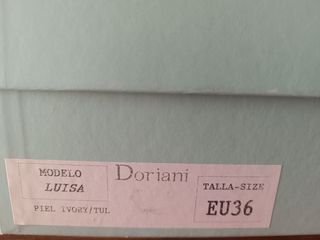 MODELO
LUISA
PIEL IVORY/TUL
Doriani
TALLA-SIZE
EU36